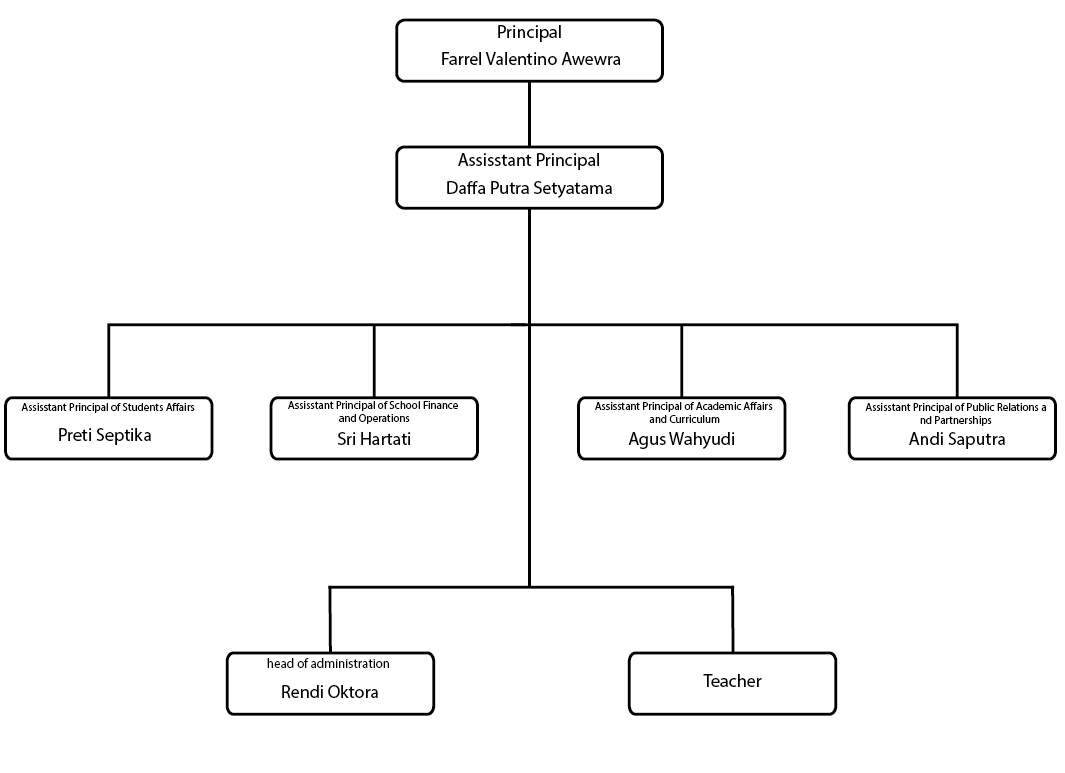 Principal
Farrel Valentino Awewra
Assisstant Principal
Daffa Putra Setyatama
Assisstant Principal of Students Affairs
Preti Septika
Assisstant Principal of School Finance
and Operations
Sri Hartati
Assisstant Principal of Academic Affairs
and Curriculum
Agus Wahyudi
Assisstant Principal of Public Relations a
nd Partnerships
Andi Saputra
head of administration
Rendi Oktora
Teacher